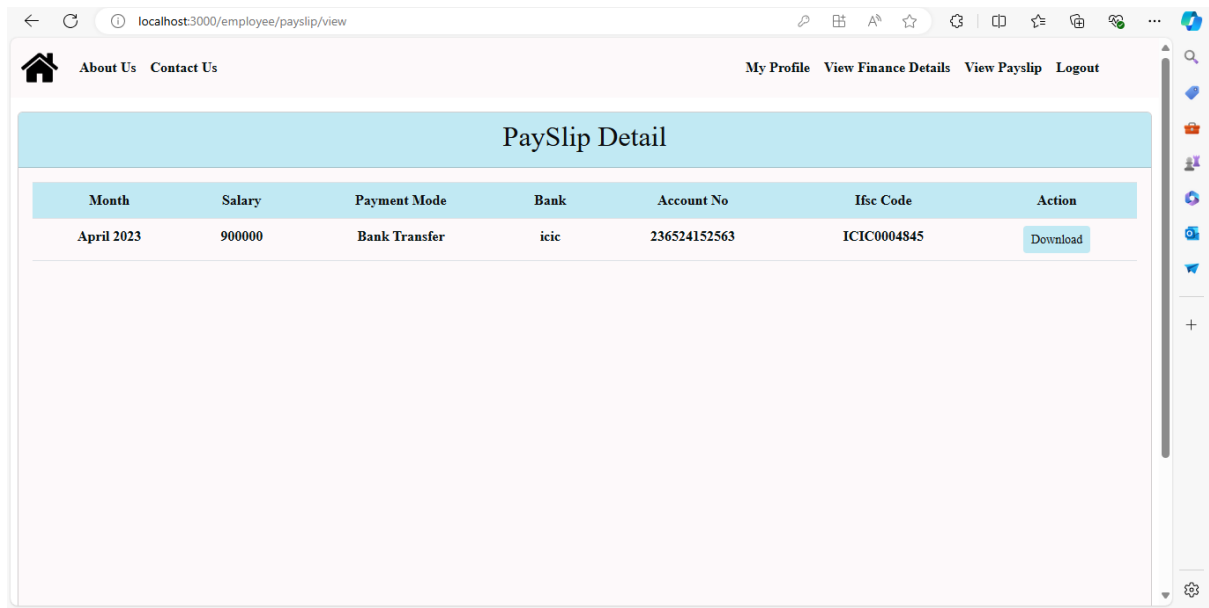 localhost:3000/employee/payslip/view
About Us Contact Us My Profile View Finance Details View Payslip Logout
PaySlip Detail
Month Salary Payment Mode Bank Account No Ifsc Code Action
April 2023 900000 Bank Transfer icic 236524152563 ICIC0004845 Download